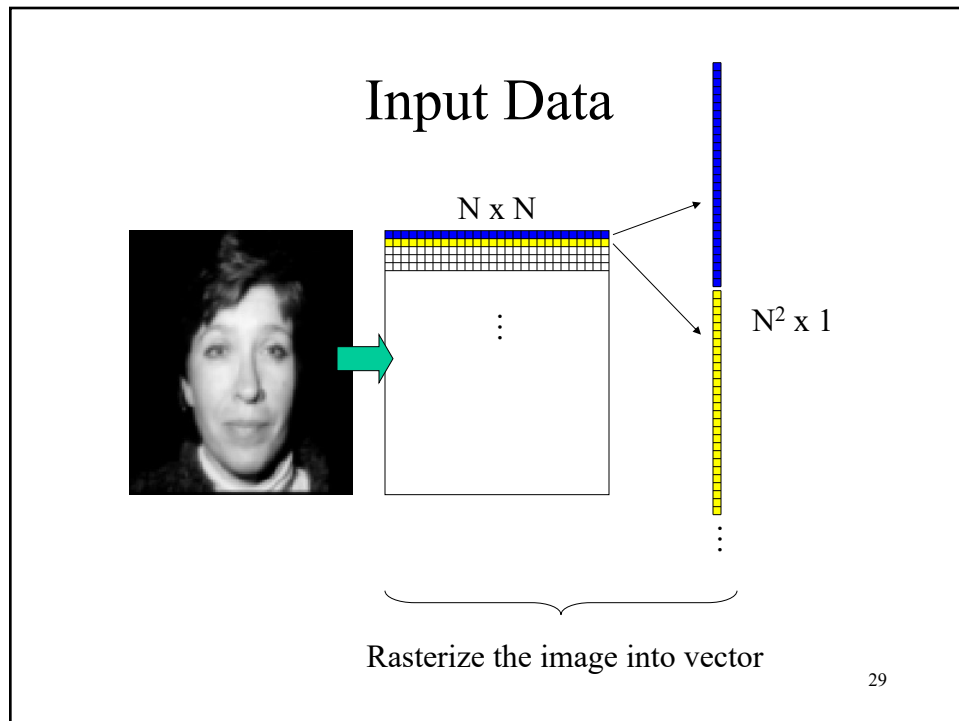 Input Data
N x N
⋮
N² x 1
⋮
Rasterize the image into vector
29